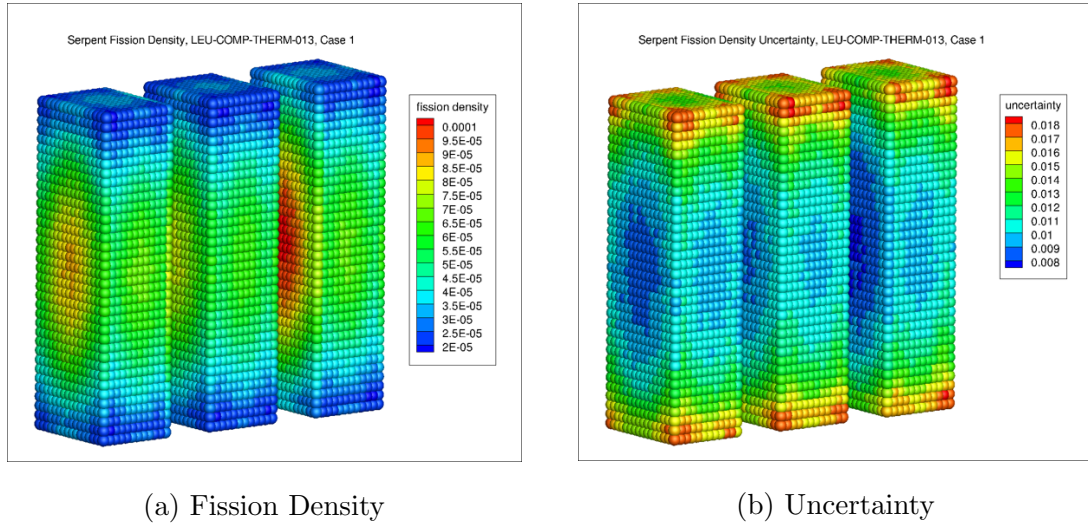 Serpent Fission Density, LEU-COMP-THERM-013, Case 1
fission density
0.0001
9.5E-05
9E-05
8.5E-05
8E-05
7.5E-05
7E-05
6.5E-05
6E-05
5.5E-05
5E-05
4.5E-05
4E-05
3.5E-05
3E-05
2.5E-05
2E-05
(a) Fission Density
Serpent Fission Density Uncertainty, LEU-COMP-THERM-013, Case 1
uncertainty
0.018
0.017
0.016
0.015
0.014
0.013
0.012
0.011
0.01
0.009
0.008
(b) Uncertainty